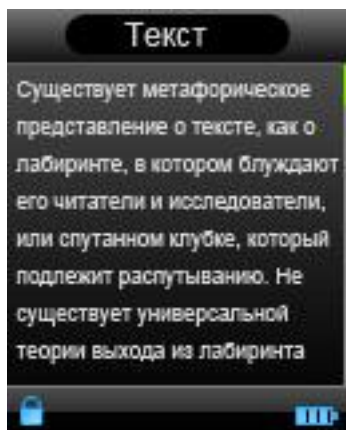 Текст
Существует метафорическое
представление о тексте, как о
лабиринте, в котором блуждают
его читатели и исследователи,
или спутанном клубке, который
подлежит распутыванию. Не
существует универсальной
теории выхода из лабиринта